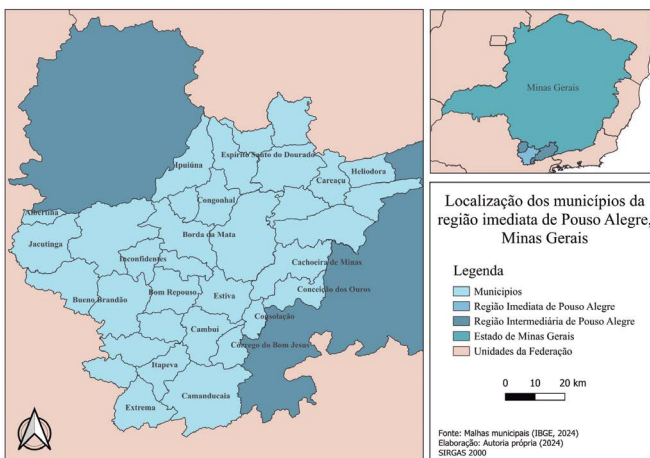 Ipuiúna
Espírito Santo do Dourado
Careaçu
Heliodora
Albertina
Congonhal
Jacutinga
Borda da Mata
Inconfidentes
Cachoeira de Minas
Bueno Brandão
Bom Repouso
Estiva
Conceição dos Ouros
Consolação
Cambuí
Córrego do Bom Jesus
Itapeva
Camanducaia
Extrema
Minas Gerais
Localização dos municípios da
região imediata de Pouso Alegre,
Minas Gerais
Legenda
Municípios
Região Imediata de Pouso Alegre
Região Intermediária de Pouso Alegre
Estado de Minas Gerais
Unidades da Federação
0 10 20 km
Fonte: Malhas municipais (IBGE, 2024)
Elaboração: Autoria própria (2024)
SIRGAS 2000